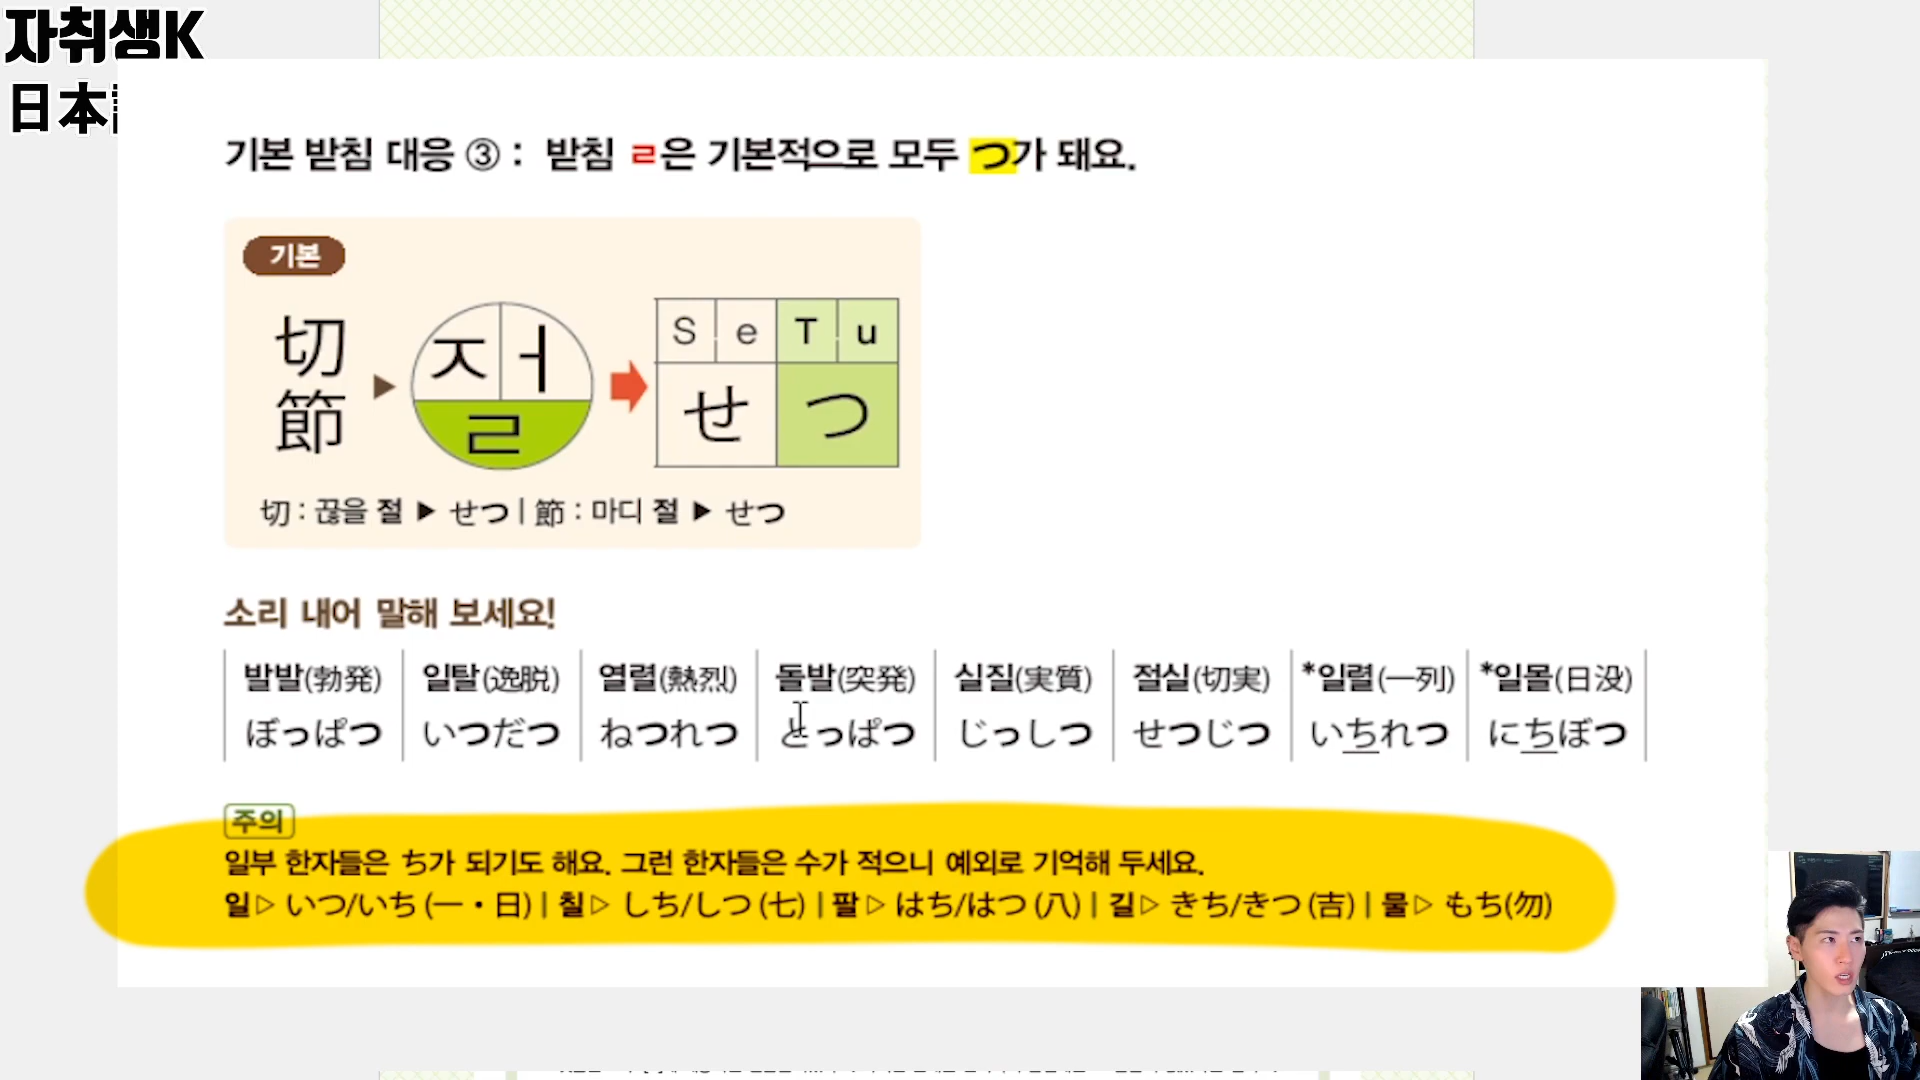 자취생K
日本
기본 받침 대응 ③ : 받침 ㄹ은 기본적으로 모두 つ가 돼요.
기본
切
節
저
ㄹ
S e T u
せ つ
切 : 끊을 절 ▶ せつ | 節 : 마디 절 ▶ せつ
소리 내어 말해 보세요!
발발(勃発) 일탈(逸脱) 열렬(熱烈) 돌발(突発) 실질(実質) 절실(切実) *일렬(一列) *일몰(日没)
ぼっぱつ いつだつ ねつれつ とっぱつ じっしつ せつじつ いちれつ にちぼつ
주의
일부 한자들은 ち가 되기도 해요. 그런 한자들은 수가 적으니 예외로 기억해 두세요.
일▷ いつ/いち (一・日) | 칠▷ しち/しつ (七) | 팔▷ はち/はつ (八) | 길▷ きち/きつ (吉) | 물▷ もち(勿)